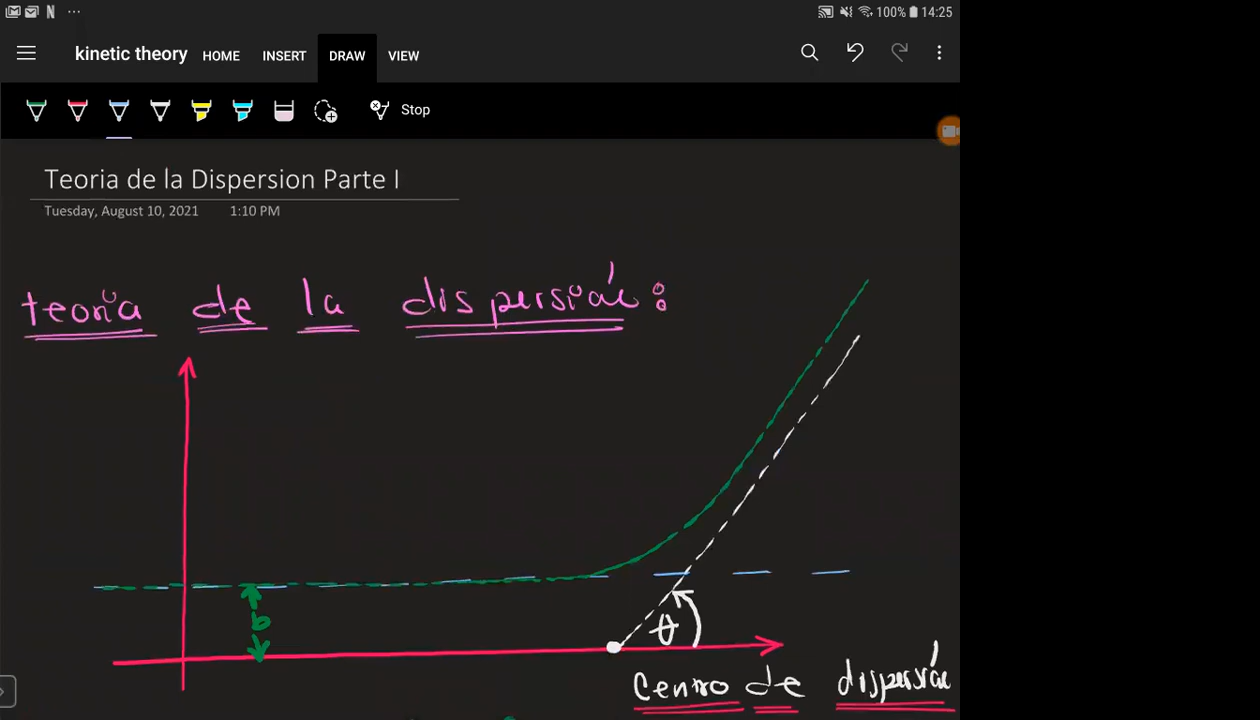 100% 14:25
kinetic theory HOME INSERT DRAW VIEW
Stop
Teoria de la Dispersion Parte I
Tuesday, August 10, 2021 1:10 PM
teoría de la dispersión:
b
θ
Centro de dispersión